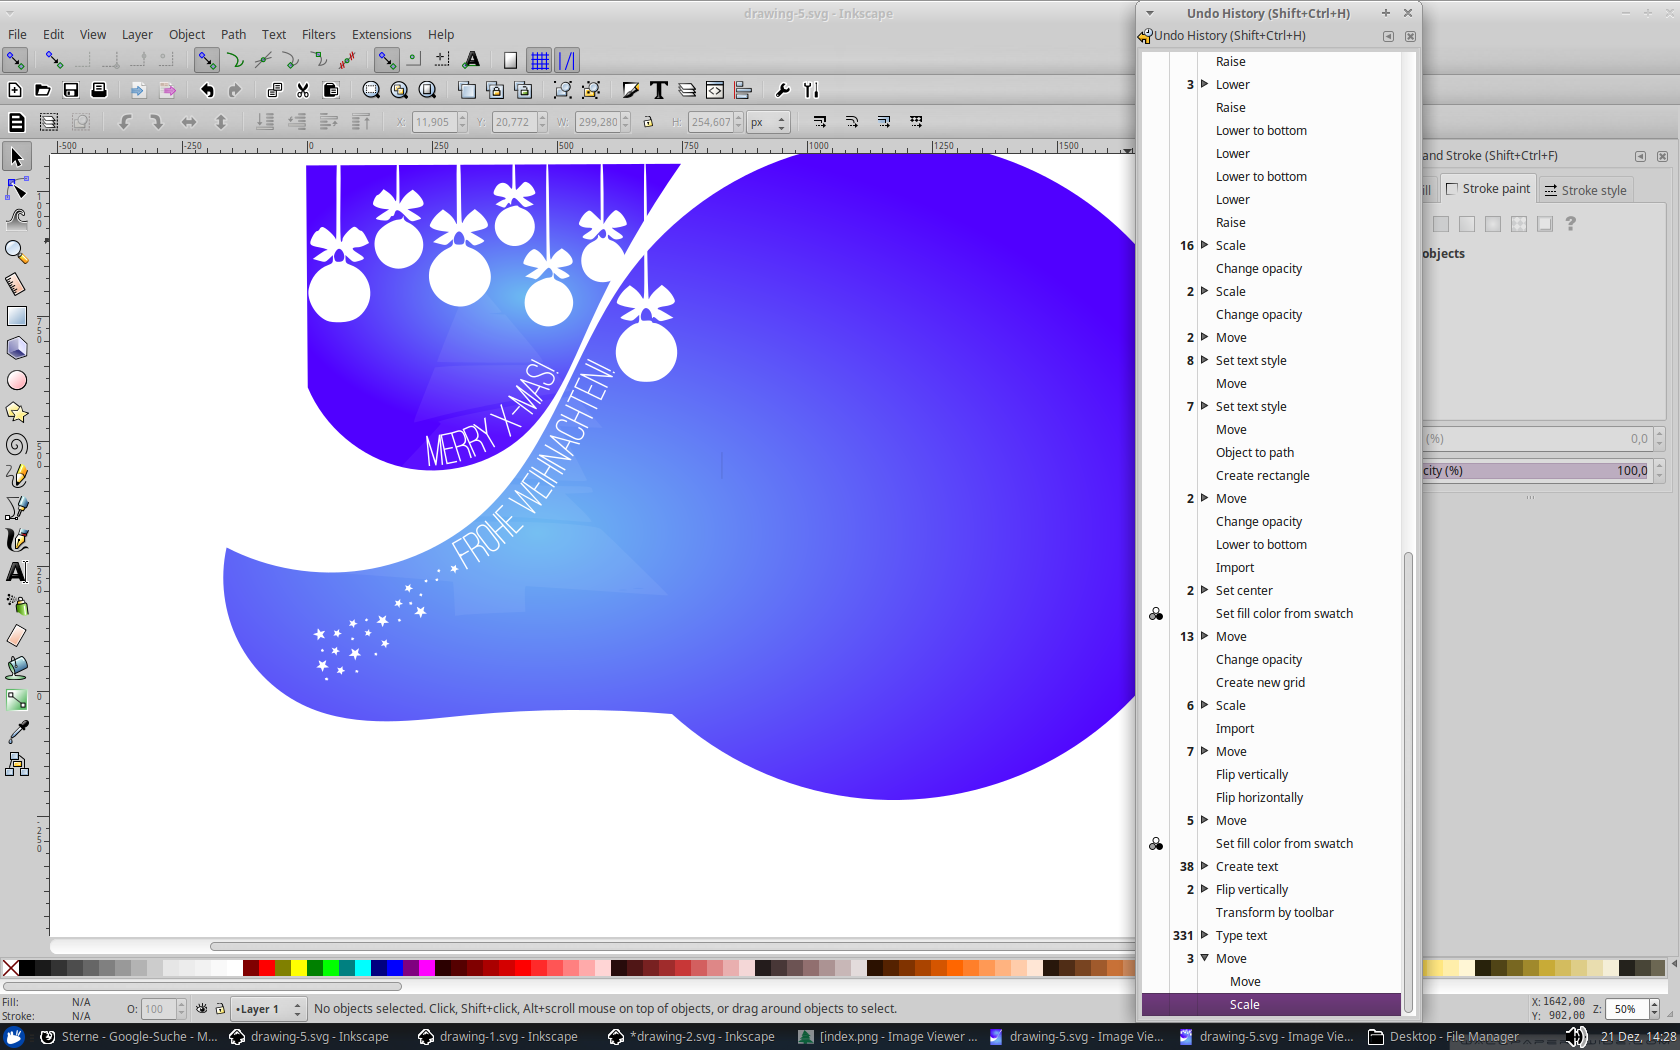 drawing-5.svg - Inkscape
Undo History (Shift+Ctrl+H)
File Edit View Layer Object Path Text Filters Extensions Help
Undo History (Shift+Ctrl+H)
X: 11,905 Y: 20,772 W: 299,280 H: 254,607 px
-500 -250 0 250 500 750 1000 1250 1500
and Stroke (Shift+Ctrl+F)
ill Stroke paint Stroke style
objects
(%) 0,0
city (%) 100,0
1000
750
500
250
0
-250
MERRY X-MAS!
FROHE WEIHNACHTEN!
Raise
3 Lower
Raise
Lower to bottom
Lower
Lower to bottom
Lower
Raise
16 Scale
Change opacity
2 Scale
Change opacity
2 Move
8 Set text style
Move
7 Set text style
Move
Object to path
Create rectangle
2 Move
Change opacity
Lower to bottom
Import
2 Set center
Set fill color from swatch
13 Move
Change opacity
Create new grid
6 Scale
Import
7 Move
Flip vertically
Flip horizontally
5 Move
Set fill color from swatch
38 Create text
2 Flip vertically
Transform by toolbar
331 Type text
3 Move
Move
Scale
Fill: N/A
Stroke: N/A
O: 100
•Layer 1
No objects selected. Click, Shift+click, Alt+scroll mouse on top of objects, or drag around objects to select.
X: 1642,00
Y: 902,00
Z: 50%
Sterne - Google-Suche - M... drawing-5.svg - Inkscape drawing-1.svg - Inkscape *drawing-2.svg - Inkscape [index.png - Image Viewer ... drawing-5.svg - Image Vie... drawing-5.svg - Image Vie... Desktop - File Manager 21 Dez, 14:28